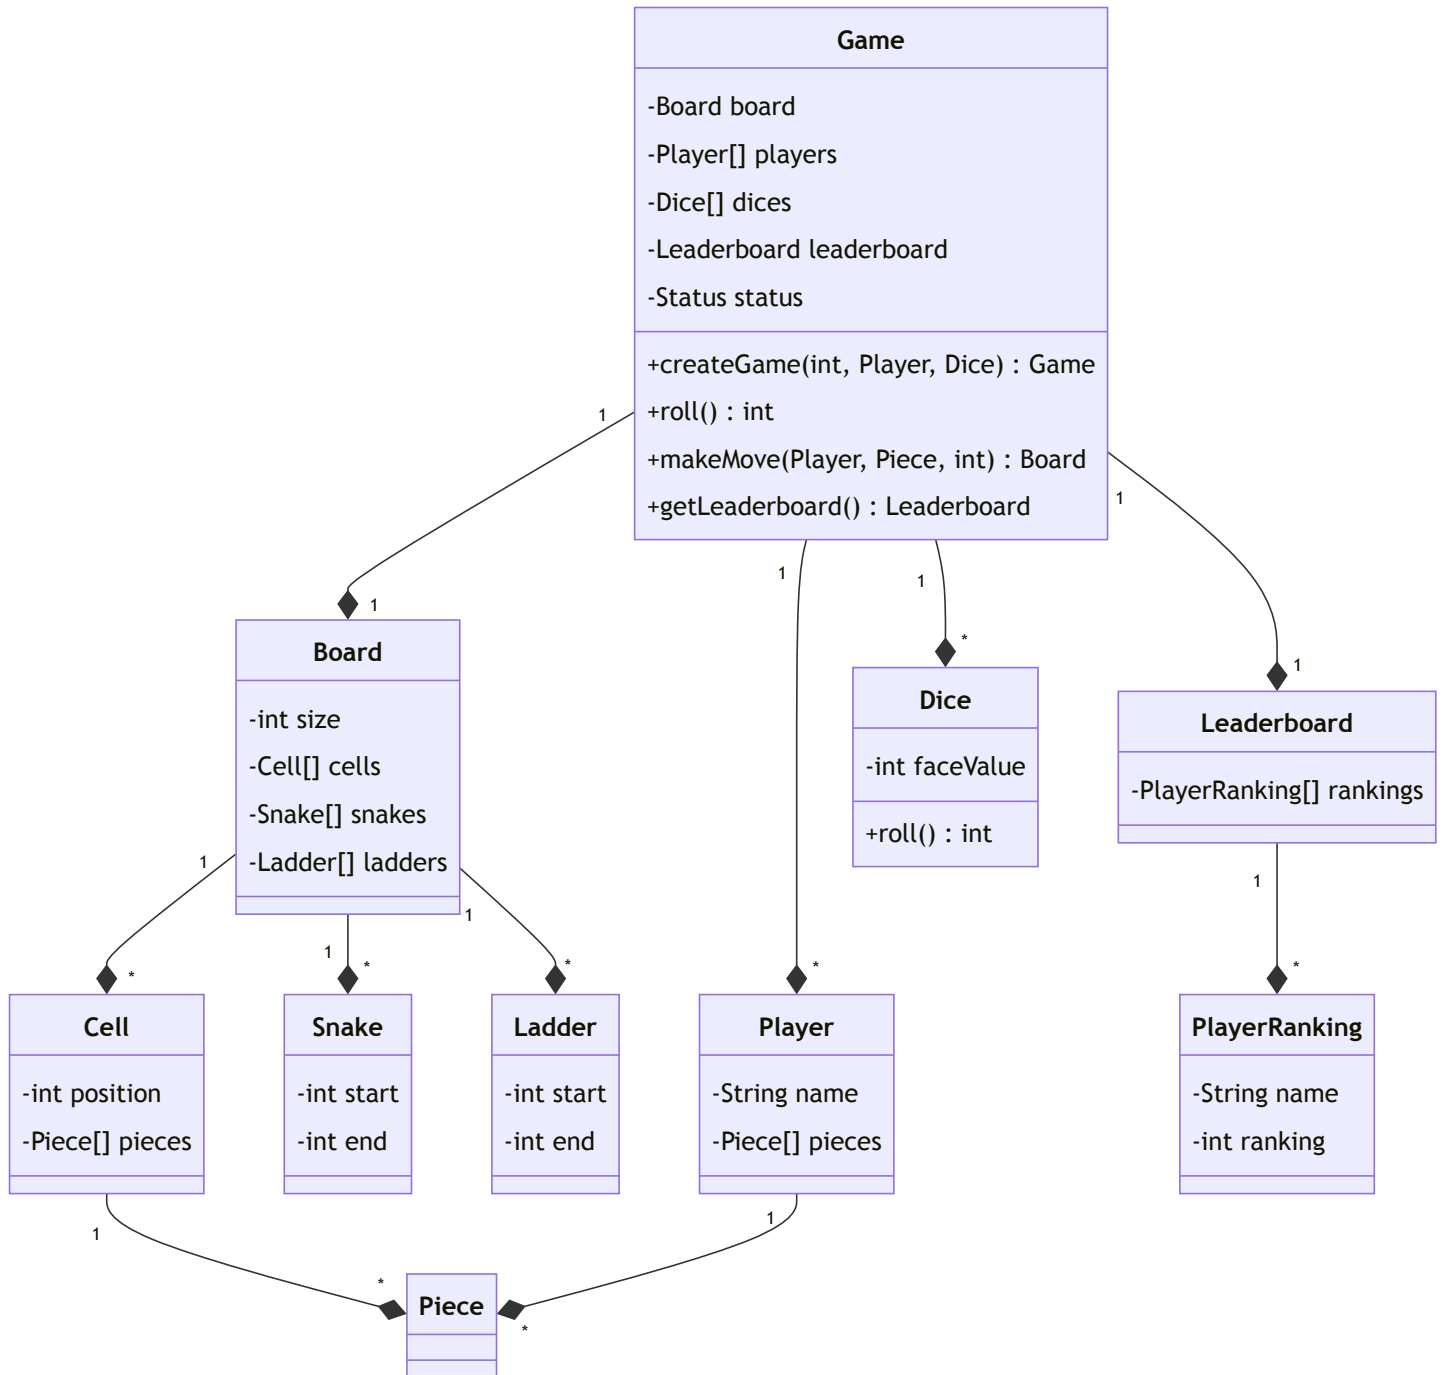 Game
-Board board
-Player[] players
-Dice[] dices
-Leaderboard leaderboard
-Status status
+createGame(int, Player, Dice) : Game
+roll() : int
+makeMove(Player, Piece, int) : Board
+getLeaderboard() : Leaderboard
1
1
1
1
1
1
*
1
Board
-int size
-Cell[] cells
-Snake[] snakes
-Ladder[] ladders
Dice
-int faceValue
+roll() : int
Leaderboard
-PlayerRanking[] rankings
1
1
1
1
*
*
*
*
*
Cell
-int position
-Piece[] pieces
Snake
-int start
-int end
Ladder
-int start
-int end
Player
-String name
-Piece[] pieces
PlayerRanking
-String name
-int ranking
1
1
*
*
Piece